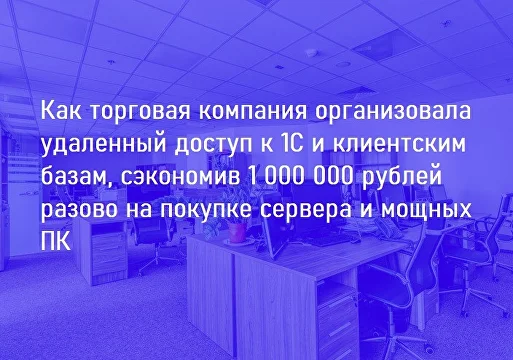 Как торговая компания организовала
удаленный доступ к 1С и клиентским
базам, сэкономив 1 000 000 рублей
разово на покупке сервера и мощных
ПК